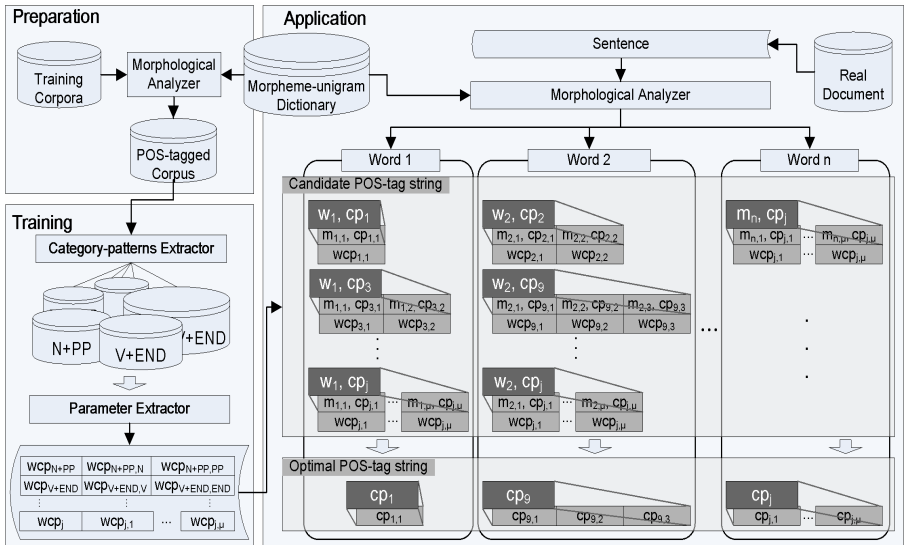 Preparation
Training
Corpora
Morphological
Analyzer
POS-tagged
Corpus
Training
Category-patterns Extractor
N+PP
V+END
V+END
Parameter Extractor
wcpN+PP wcpN+PP,N wcpN+PP,PP
wcpV+END wcpV+END,V wcpV+END,END
wcpj wcpj,1 ... wcpj,μ
Application
Morpheme-unigram
Dictionary
Sentence
Real
Document
Morphological Analyzer
Word 1 Word 2 Word n
Candidate POS-tag string
w1, cp1
m1,1, cp1,1
wcp1,1
w1, cp3
m1,1, cp3,1 m1,2, cp3,2
wcp3,1 wcp3,2
w1, cpj
m1,1, cpj,1 ... m1,μ, cpj,μ
wcpj,1 ... wcpj,μ
w2, cp2
m2,1, cp2,1 m2,2, cp2,2
wcp2,1 wcp2,2
w2, cp9
m2,1, cp9,1 m2,2, cp9,2 m2,3, cp9,3
wcp9,1 wcp9,2 wcp9,3
w2, cpj
m2,1, cpj,1 ... m2,μ, cpj,μ
wcpj,1 ... wcpj,μ
...
mn, cpj
mn,1, cpj,1 ... mn,μ, cpj,μ
wcpj,1 ... wcpj,μ
Optimal POS-tag string
cp1
cp1,1
cp9
cp9,1 cp9,2 cp9,3
cpj
cpj,1 ... cpj,μ